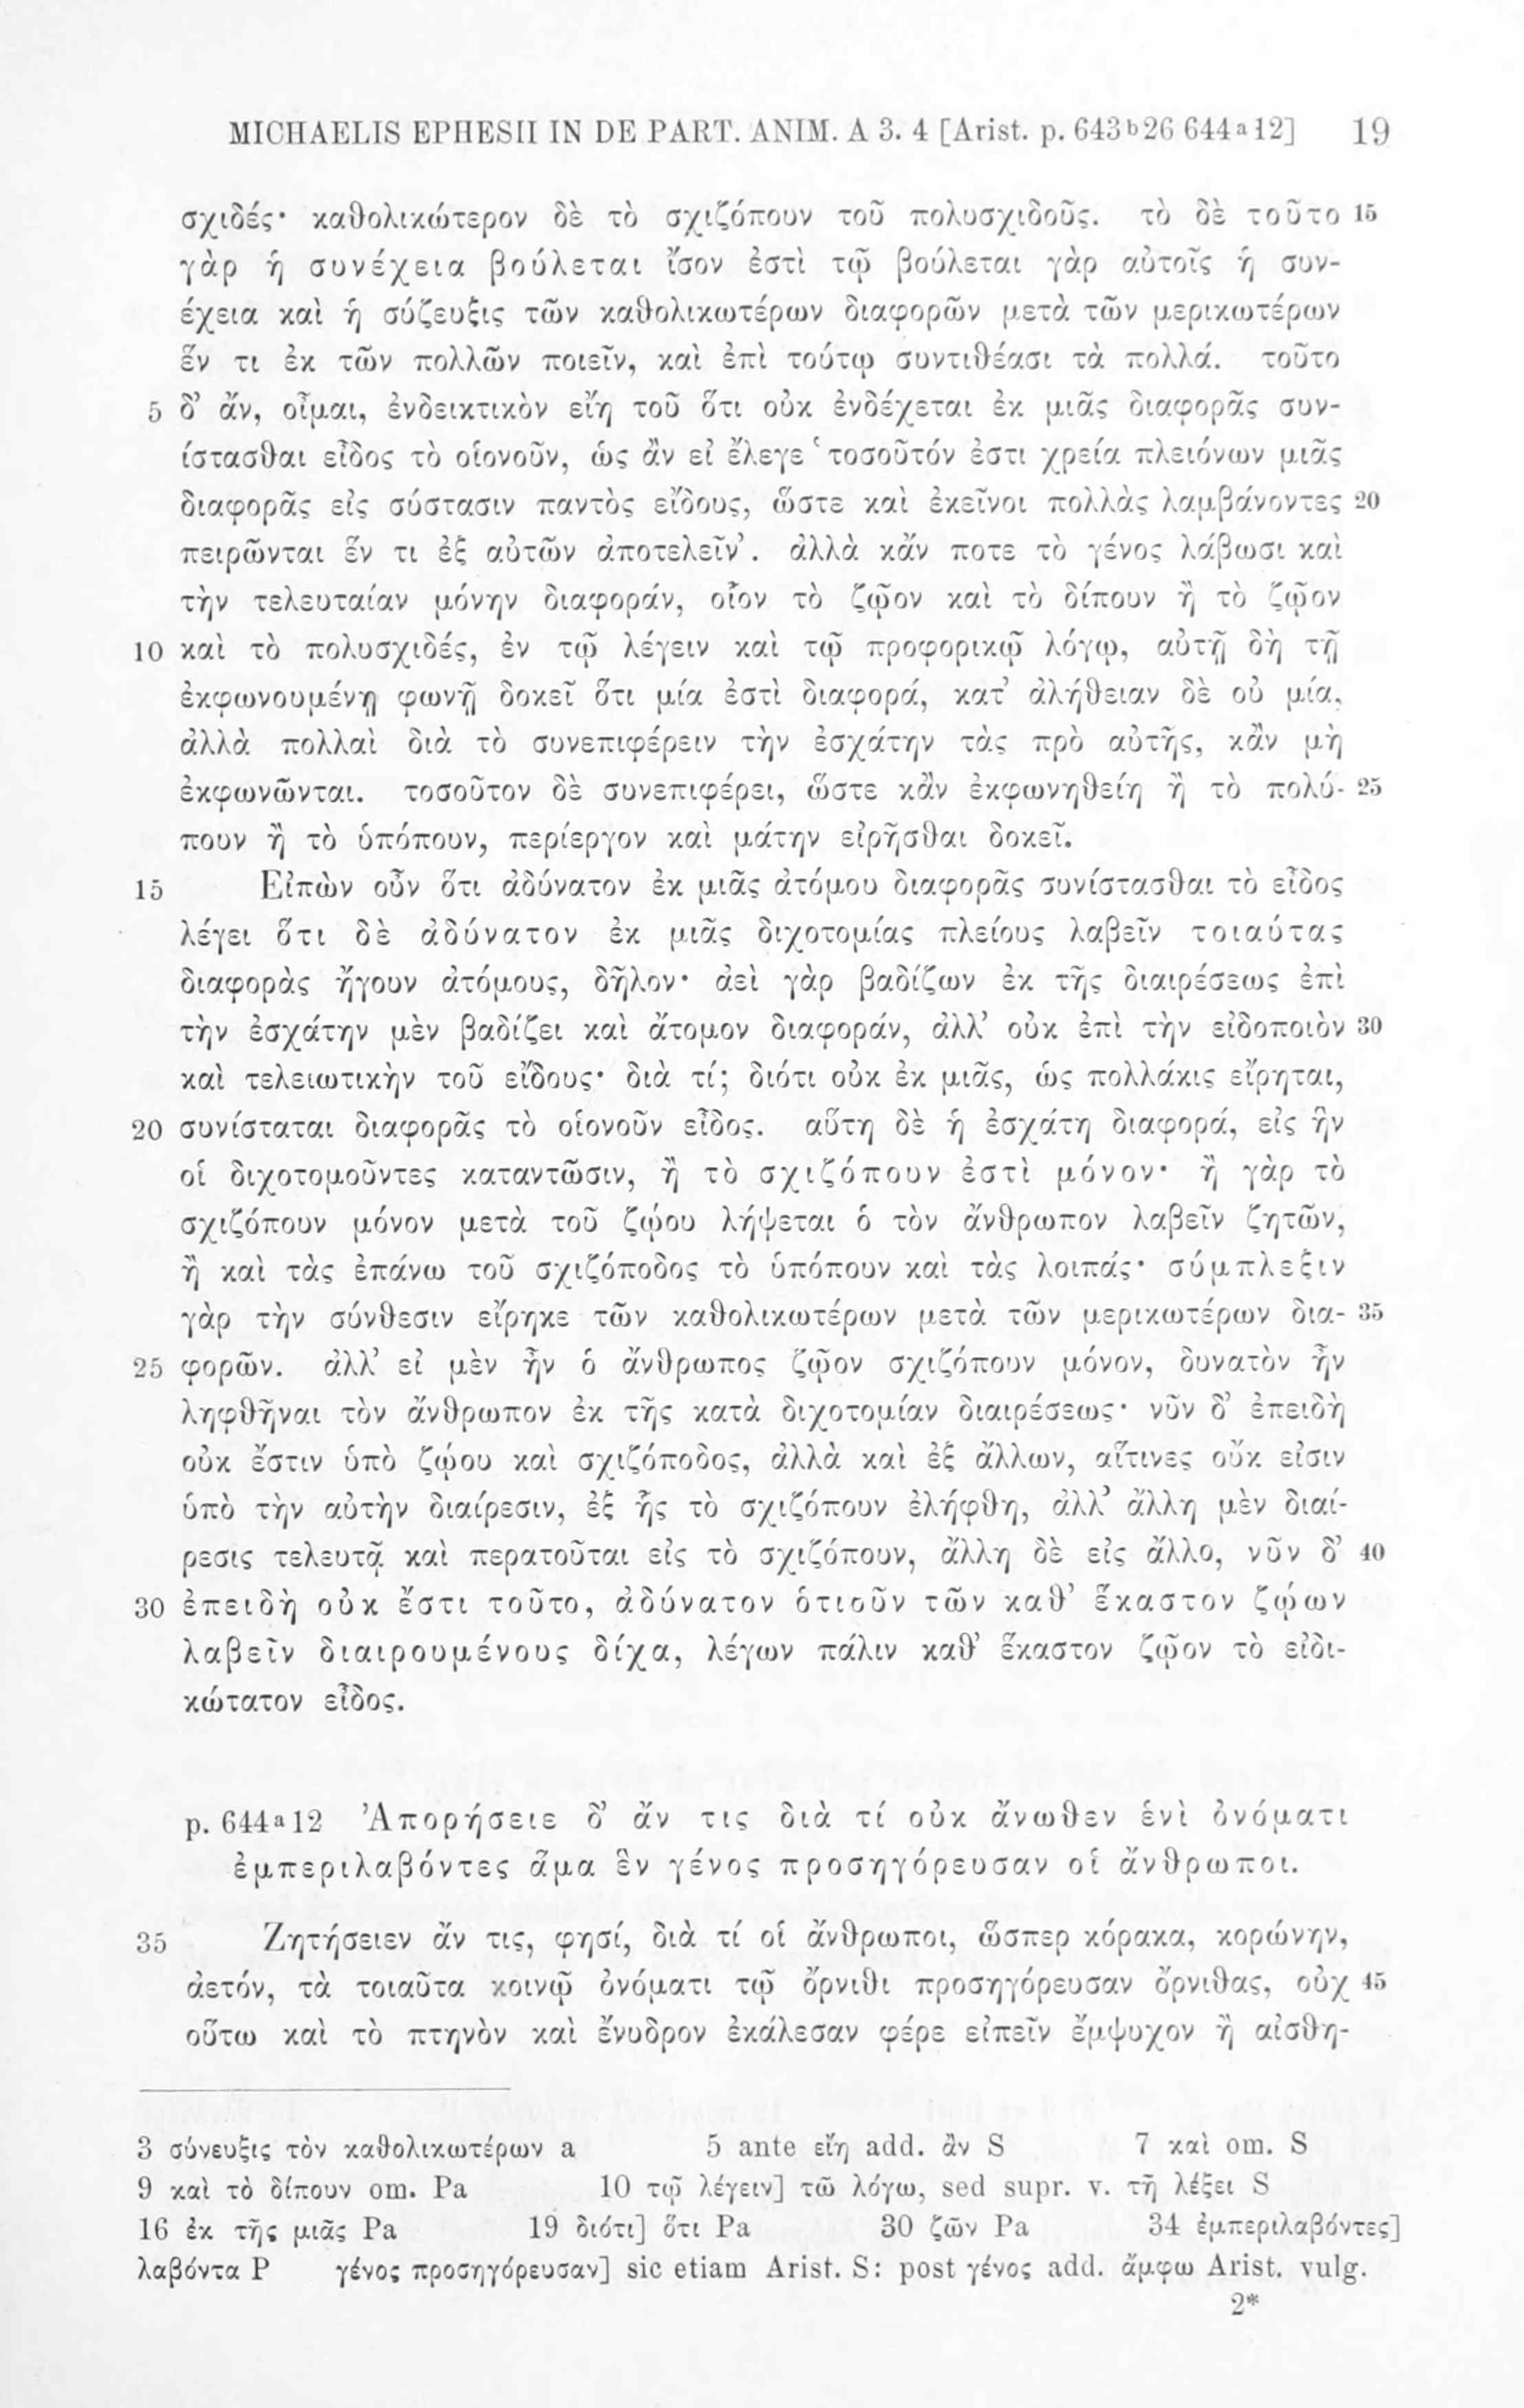 MICHAELIS EPHESII IN DE PART. ANIM. A 3. 4 [Arist. p. 643ᵇ26 644ᵃ12] 19
σχιδές· καθολικώτερον δὲ τὸ σχιζόπουν τοῦ πολυσχιδοῦς. τὸ δὲ τοῦτο 15
γὰρ ἡ συνέχεια βούλεται ἴσον ἐστὶ τῷ βούλεται γὰρ αὐτοῖς ἡ συν-
έχεια καὶ ἡ σύζευξις τῶν καθολικωτέρων διαφορῶν μετὰ τῶν μερικωτέρων
ἕν τι ἐκ τῶν πολλῶν ποιεῖν, καὶ ἐπὶ τούτῳ συντιθέασι τὰ πολλά. τοῦτο
5 δ’ ἄν, οἶμαι, ἐνδεικτικὸν εἴη τοῦ ὅτι οὐκ ἐνδέχεται ἐκ μιᾶς διαφορᾶς συν-
ίστασθαι εἶδος τὸ οἱονοῦν, ὡς ἂν εἰ ἔλεγε ‘τοσοῦτόν ἐστι χρεία πλειόνων μιᾶς
διαφορᾶς εἰς σύστασιν παντὸς εἴδους, ὥστε καὶ ἐκεῖνοι πολλὰς λαμβάνοντες 20
πειρῶνται ἕν τι ἐξ αὐτῶν ἀποτελεῖν’. ἀλλὰ κἄν ποτε τὸ γένος λάβωσι καὶ
τὴν τελευταίαν μόνην διαφοράν, οἷον τὸ ζῷον καὶ τὸ δίπουν ἢ τὸ ζῷον
10 καὶ τὸ πολυσχιδές, ἐν τῷ λέγειν καὶ τῷ προφορικῷ λόγῳ, αὐτῇ δὴ τῇ
ἐκφωνουμένῃ φωνῇ δοκεῖ ὅτι μία ἐστὶ διαφορά, κατ’ ἀλήθειαν δὲ οὐ μία,
ἀλλὰ πολλαὶ διὰ τὸ συνεπιφέρειν τὴν ἐσχάτην τὰς πρὸ αὐτῆς, κἂν μὴ
ἐκφωνῶνται. τοσοῦτον δὲ συνεπιφέρει, ὥστε κἂν ἐκφωνηθείη ἢ τὸ πολύ- 25
πουν ἢ τὸ ὑπόπουν, περίεργον καὶ μάτην εἰρῆσθαι δοκεῖ.
15 Εἰπὼν οὖν ὅτι ἀδύνατον ἐκ μιᾶς ἀτόμου διαφορᾶς συνίστασθαι τὸ εἶδος
λέγει ὅτι δὲ ἀδύνατον ἐκ μιᾶς διχοτομίας πλείους λαβεῖν τοιαύτας
διαφορὰς ἤγουν ἀτόμους, δῆλον· ἀεὶ γὰρ βαδίζων ἐκ τῆς διαιρέσεως ἐπὶ
τὴν ἐσχάτην μὲν βαδίζει καὶ ἄτομον διαφοράν, ἀλλ’ οὐκ ἐπὶ τὴν εἰδοποιὸν 30
καὶ τελειωτικὴν τοῦ εἴδους· διὰ τί; διότι οὐκ ἐκ μιᾶς, ὡς πολλάκις εἴρηται,
20 συνίσταται διαφορᾶς τὸ οἱονοῦν εἶδος. αὕτη δὲ ἡ ἐσχάτη διαφορά, εἰς ἣν
οἱ διχοτομοῦντες καταντῶσιν, ἢ τὸ σχιζόπουν ἐστὶ μόνον· ἢ γὰρ τὸ
σχιζόπουν μόνον μετὰ τοῦ ζῴου λήψεται ὁ τὸν ἄνθρωπον λαβεῖν ζητῶν,
ἢ καὶ τὰς ἐπάνω τοῦ σχιζόποδος τὸ ὑπόπουν καὶ τὰς λοιπάς· σύμπλεξιν
γὰρ τὴν σύνθεσιν εἴρηκε τῶν καθολικωτέρων μετὰ τῶν μερικωτέρων δια- 35
25 φορῶν. ἀλλ’ εἰ μὲν ἦν ὁ ἄνθρωπος ζῷον σχιζόπουν μόνον, δυνατὸν ἦν
ληφθῆναι τὸν ἄνθρωπον ἐκ τῆς κατὰ διχοτομίαν διαιρέσεως· νῦν δ’ ἐπειδὴ
οὐκ ἔστιν ὑπὸ ζῴου καὶ σχιζόποδος, ἀλλὰ καὶ ἐξ ἄλλων, αἵτινες οὔκ εἰσιν
ὑπὸ τὴν αὐτὴν διαίρεσιν, ἐξ ἧς τὸ σχιζόπουν ἐλήφθη, ἀλλ’ ἄλλη μὲν διαί-
ρεσις τελευτᾷ καὶ περατοῦται εἰς τὸ σχιζόπουν, ἄλλη δὲ εἰς ἄλλο, νῦν δ’ 40
30 ἐπειδὴ οὐκ ἔστι τοῦτο, ἀδύνατον ὁτιοῦν τῶν καθ’ ἕκαστον ζῴων
λαβεῖν διαιρουμένους δίχα, λέγων πάλιν καθ’ ἕκαστον ζῷον τὸ εἰδι-
κώτατον εἶδος.
p. 644ᵃ12 Ἀπορήσειε δ’ ἄν τις διὰ τί οὐκ ἄνωθεν ἑνὶ ὀνόματι
ἐμπεριλαβόντες ἅμα ἓν γένος προσηγόρευσαν οἱ ἄνθρωποι.
35 Ζητήσειεν ἄν τις, φησί, διὰ τί οἱ ἄνθρωποι, ὥσπερ κόρακα, κορώνην,
ἀετόν, τὰ τοιαῦτα κοινῷ ὀνόματι τῷ ὄρνιθι προσηγόρευσαν ὄρνιθας, οὐχ 45
οὕτω καὶ τὸ πτηνὸν καὶ ἔνυδρον ἐκάλεσαν φέρε εἰπεῖν ἔμψυχον ἢ αἰσθη-
3 σύνευξις τὸν καθολικωτέρων a 5 ante εἴη add. ἂν S 7 καὶ om. S
9 καὶ τὸ δίπουν om. Pa 10 τῷ λέγειν] τῶ λόγω, sed supr. v. τῆ λέξει S
16 ἐκ τῆς μιᾶς Pa 19 διότι] ὅτι Pa 30 ζῶν Pa 34 ἐμπεριλαβόντες]
λαβόντα P γένος προσηγόρευσαν] sic etiam Arist. S: post γένος add. ἄμφω Arist. vulg.
2*